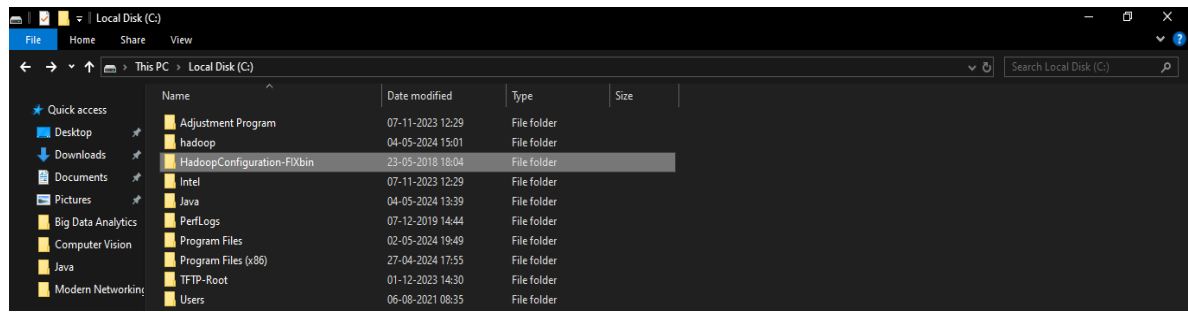 Local Disk (C:)
File Home Share View
This PC > Local Disk (C:) Search Local Disk (C:)
Name Date modified Type Size
Quick access
Desktop
Downloads
Documents
Pictures
Big Data Analytics
Computer Vision
Java
Modern Networking
Adjustment Program 07-11-2023 12:29 File folder
hadoop 04-05-2024 15:01 File folder
HadoopConfiguration-FIXbin 23-05-2018 18:04 File folder
Intel 07-11-2023 12:29 File folder
Java 04-05-2024 13:39 File folder
PerfLogs 07-12-2019 14:44 File folder
Program Files 02-05-2024 19:49 File folder
Program Files (x86) 27-04-2024 17:55 File folder
TFTP-Root 01-12-2023 14:30 File folder
Users 06-08-2021 08:35 File folder